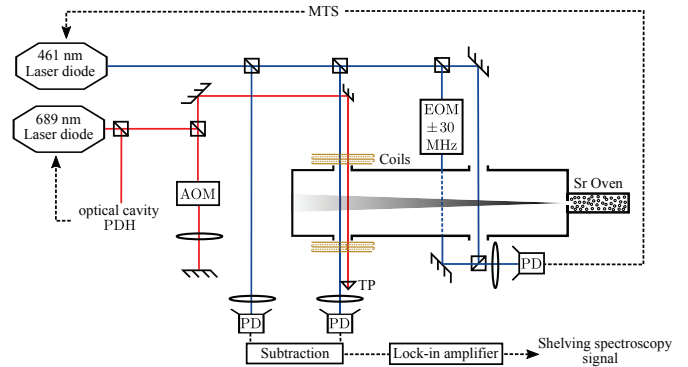 MTS
461 nm
Laser diode
689 nm
Laser diode
EOM
±30
MHz
Coils
Sr Oven
AOM
optical cavity
PDH
TP
PD
PD
PD
Subtraction
Lock-in amplifier
Shelving spectroscopy
signal